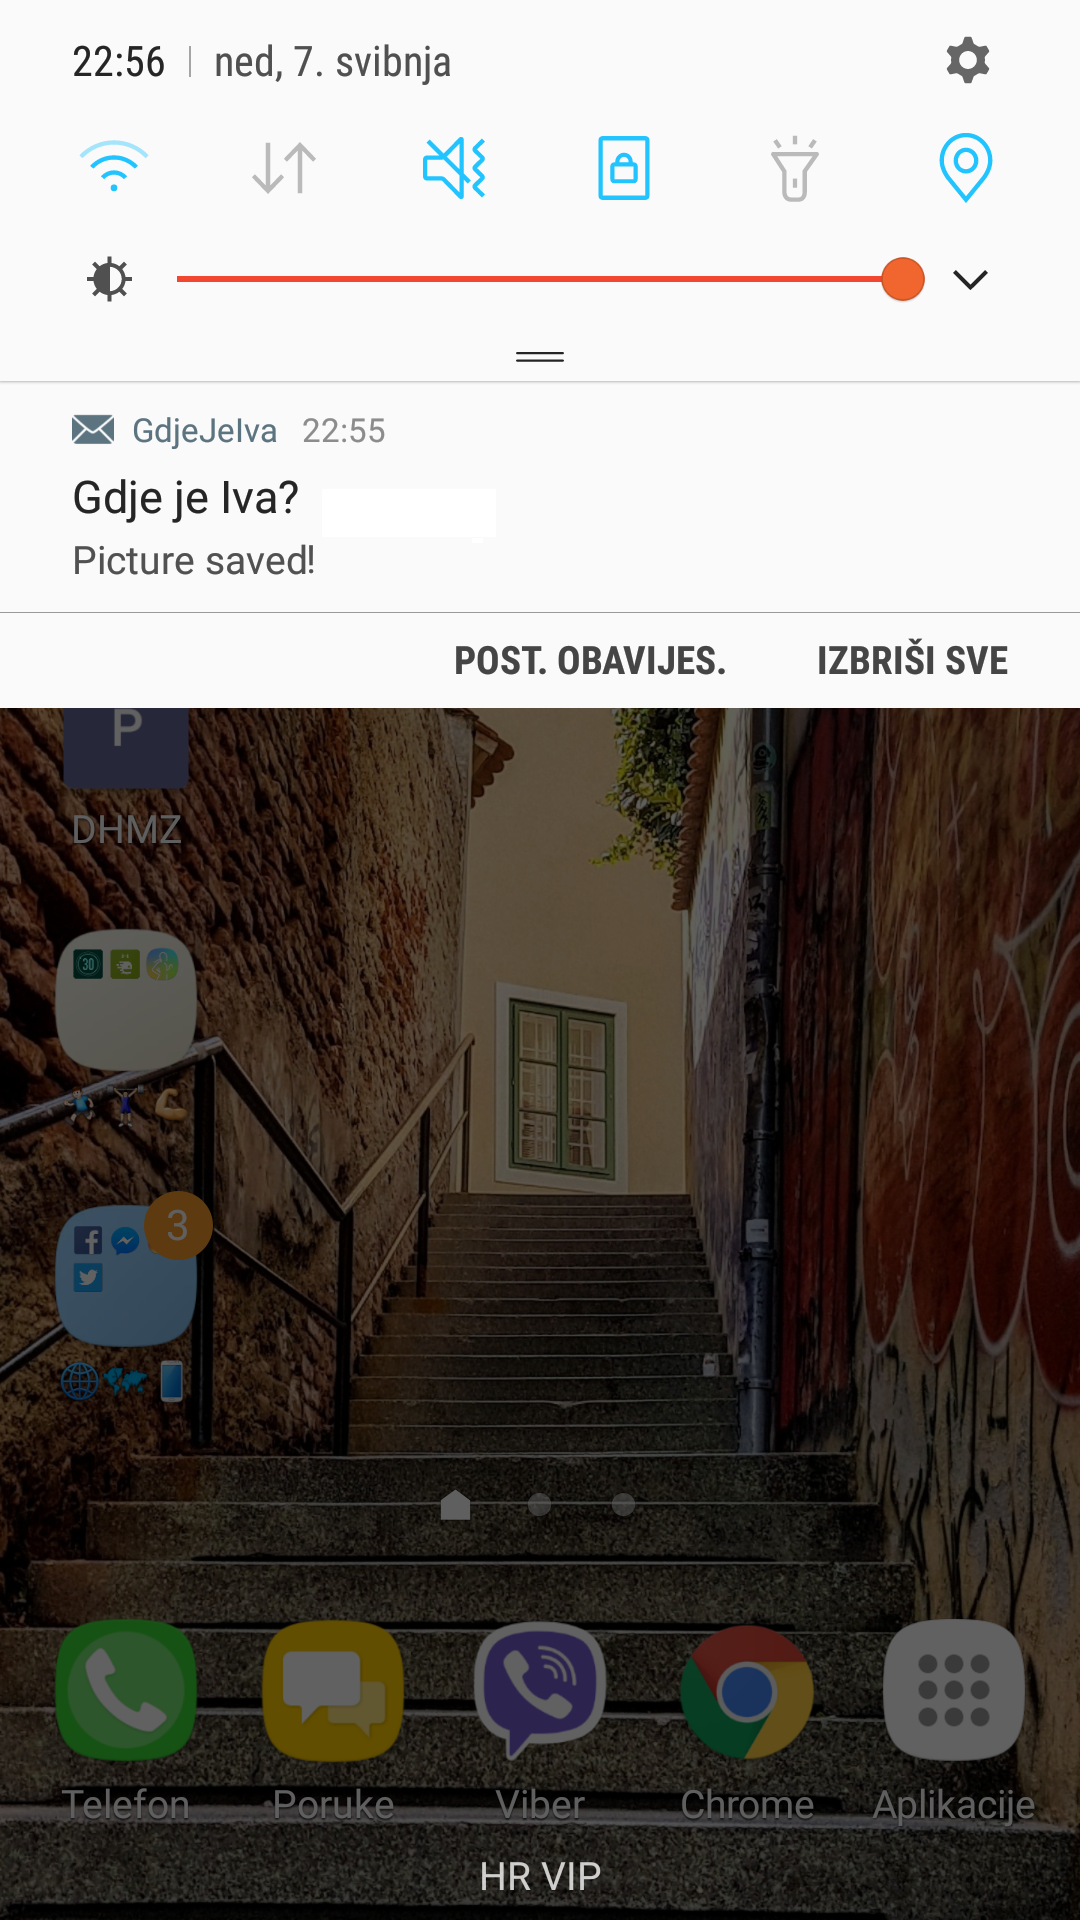 22:56 | ned, 7. svibnja
GdjeJeIva 22:55
Gdje je Iva?
Picture saved!
POST. OBAVIJES. IZBRIŠI SVE
P
DHMZ
30
3
Telefon Poruke Viber Chrome Aplikacije
HR VIP